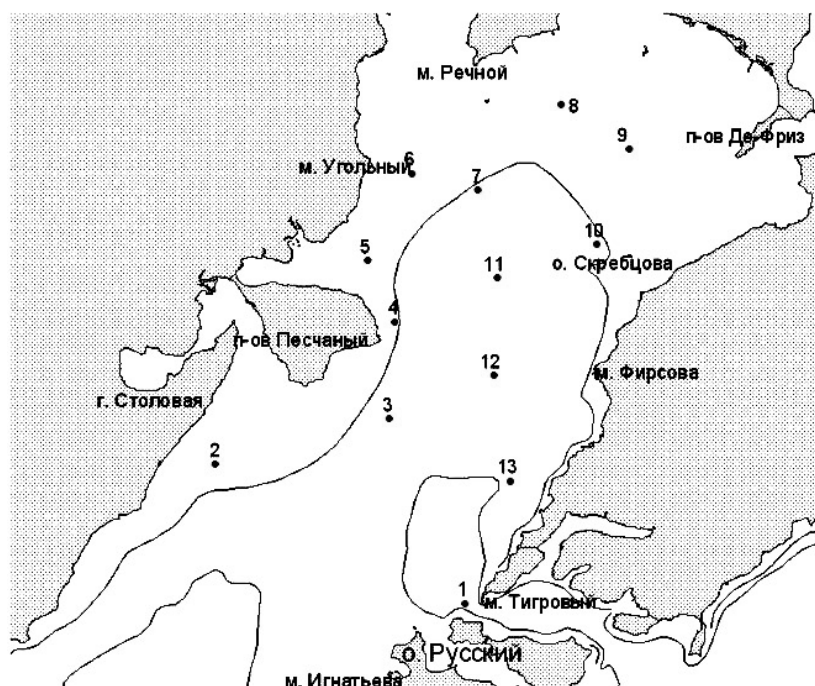 м. Речной
8
9
п-ов Де-Фриз
6
м. Угольный
7
10
5
о. Скребцова
11
4
п-ов Песчаный
12
м. Фирсова
г. Столовая
3
2
13
1
м. Тигровый
о. Русский
м. Игнатьева